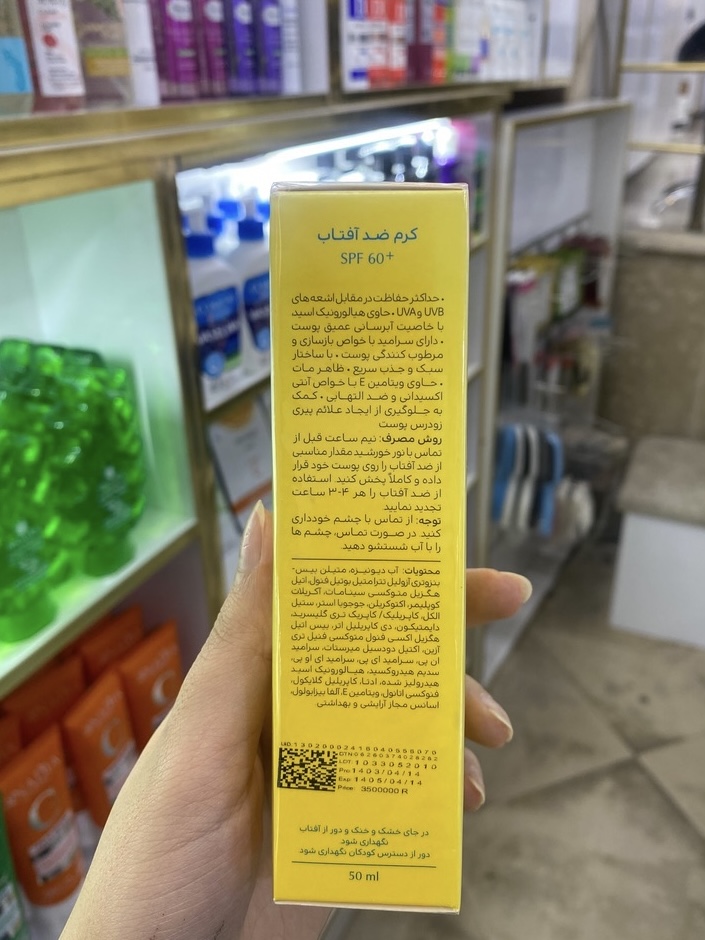 کرم ضد آفتاب
SPF 60+
• حداکثر حفاظت در مقابل اشعه‌های
UVB و UVA • حاوی هیالورونیک اسید
با خاصیت آبرسانی عمیق پوست
• دارای سرامید با خواص بازسازی و
مرطوب کنندگی پوست • با ساختار
سبک و جذب سریع • ظاهر مات
• حاوی ویتامین E با خواص آنتی
اکسیدانی و ضد التهابی • کمک
به جلوگیری از ایجاد علائم پیری
زودرس پوست
روش مصرف: نیم ساعت قبل از
تماس با نور خورشید مقدار مناسبی
از ضد آفتاب را روی پوست خود قرار
داده و کاملاً پخش کنید. استفاده
از ضد آفتاب را هر ۴-۳ ساعت
تجدید نمایید.
توجه: از تماس با چشم خودداری
کنید. در صورت تماس، چشم ها
را با آب شستشو دهید.
محتویات: آب دیونیزه، متیلن بیس-
بنزوتری آزولیل تترامتیل بوتیل فنول، اتیل
هگزیل متوکسی سینامات، آکریلات
کوپلیمر، اکتوکریلن، جوجوبا استر، ستیل
الکل، کاپریلیک/ کاپریک تری گلیسرید،
دایمتیکون، دی کاپریلیل اتر، بیس اتیل
هگزیل اکسی فنول متوکسی فنیل تری
آزین، اکتیل دودسیل میرستات، سرامید
ان پی، سرامید ای پی، سرامید ای او پی،
سدیم هیدروکسید، هیالورونیک اسید
هیدرولیز شده، ادتا، کاپریلیل گلایکول،
فنوکسی اتانول، ویتامین E، آلفا بیزابولول،
اسانس مجاز آرایشی و بهداشتی.
LOT: 1033052010
Pro: 1403/04/14
Exp: 1405/04/14
Price: 3500000 R
در جای خشک و خنک و دور از آفتاب
نگهداری شود
دور از دسترس کودکان نگهداری شود
50 ml